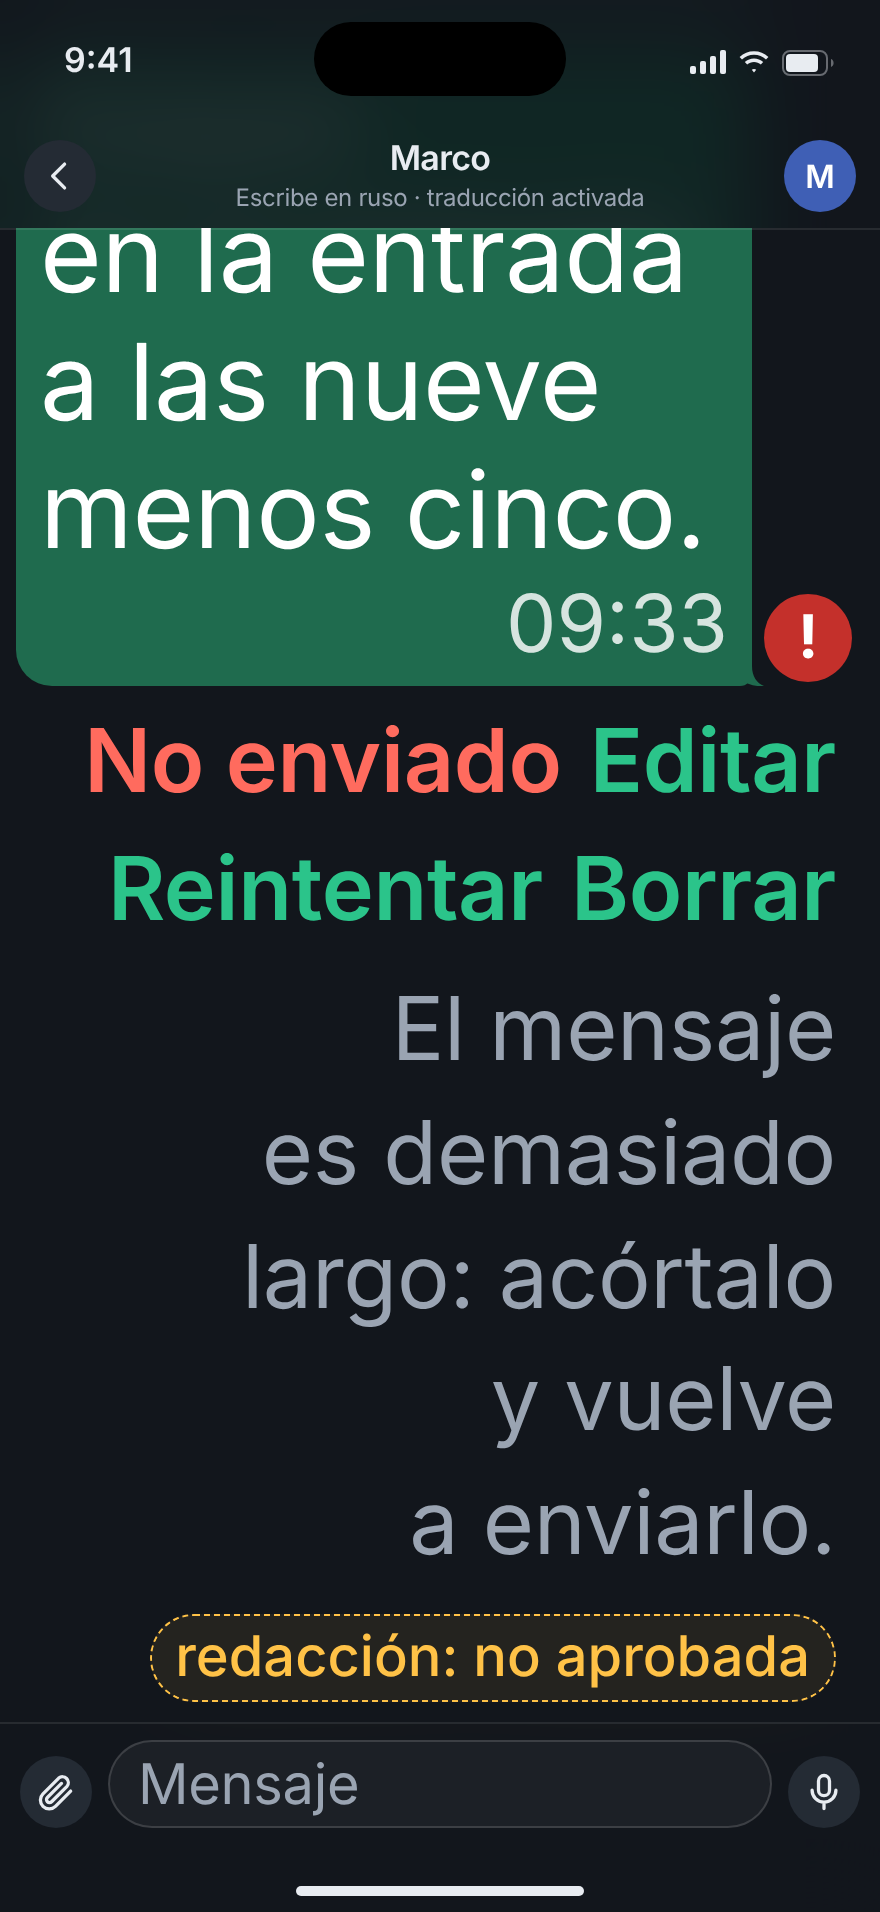 9:41
Marco
M
Escribe en ruso · traducción activada
en la entrada
a las nueve
menos cinco.
09:33
!
No enviado Editar
Reintentar Borrar
El mensaje
es demasiado
largo: acórtalo
y vuelve
a enviarlo.
redacción: no aprobada
Mensaje